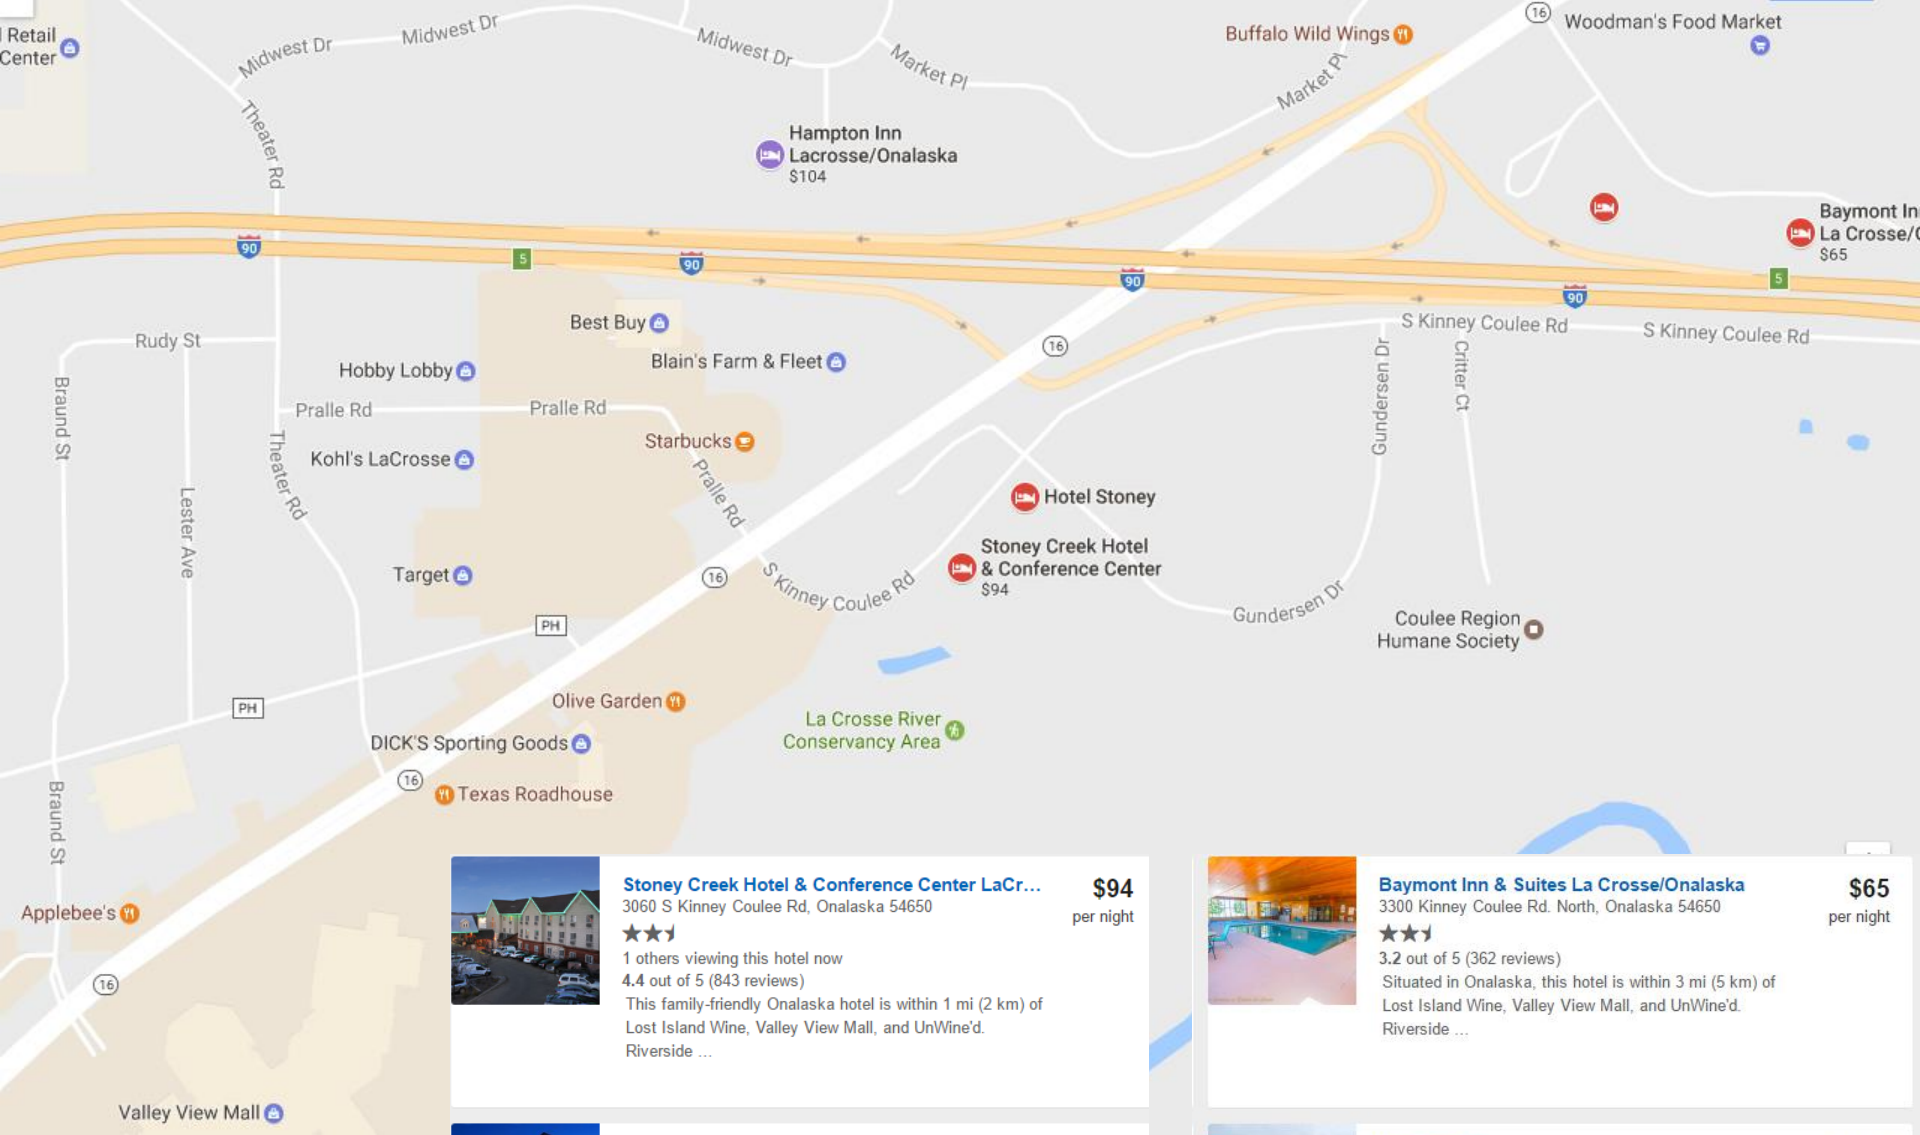 Retail
Center
Midwest Dr
Midwest Dr
Midwest Dr
Market Pl
Buffalo Wild Wings
Market Pl
16
Woodman's Food Market
Theater Rd
Hampton Inn
Lacrosse/Onalaska
$104
Baymont In
La Crosse/
$65
90
5
90
90
90
5
Best Buy
S Kinney Coulee Rd
S Kinney Coulee Rd
Rudy St
16
Blain's Farm & Fleet
Hobby Lobby
Braund St
Gundersen Dr
Critter Ct
Pralle Rd
Pralle Rd
Starbucks
Kohl's LaCrosse
Theater Rd
Pralle Rd
Lester Ave
Hotel Stoney
Stoney Creek Hotel
& Conference Center
$94
Target
16
S Kinney Coulee Rd
Gundersen Dr
Coulee Region
Humane Society
PH
PH
Olive Garden
La Crosse River
Conservancy Area
DICK'S Sporting Goods
16
Texas Roadhouse
Braund St
Applebee's
16
Valley View Mall
Stoney Creek Hotel & Conference Center LaCr...
$94
3060 S Kinney Coulee Rd, Onalaska 54650
per night
1 others viewing this hotel now
4.4 out of 5 (843 reviews)
This family-friendly Onalaska hotel is within 1 mi (2 km) of
Lost Island Wine, Valley View Mall, and UnWine'd.
Riverside ...
Baymont Inn & Suites La Crosse/Onalaska
$65
3300 Kinney Coulee Rd. North, Onalaska 54650
per night
3.2 out of 5 (362 reviews)
Situated in Onalaska, this hotel is within 3 mi (5 km) of
Lost Island Wine, Valley View Mall, and UnWine'd.
Riverside ...